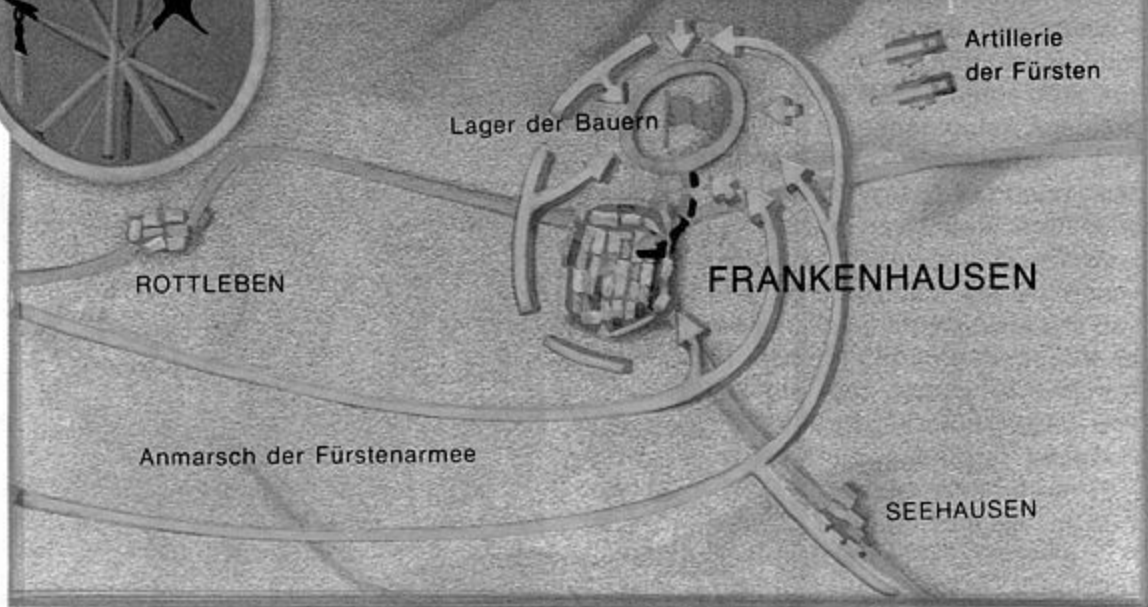 Artillerie
der Fürsten
Lager der Bauern
ROTTLEBEN
FRANKENHAUSEN
Anmarsch der Fürstenarmee
SEEHAUSEN